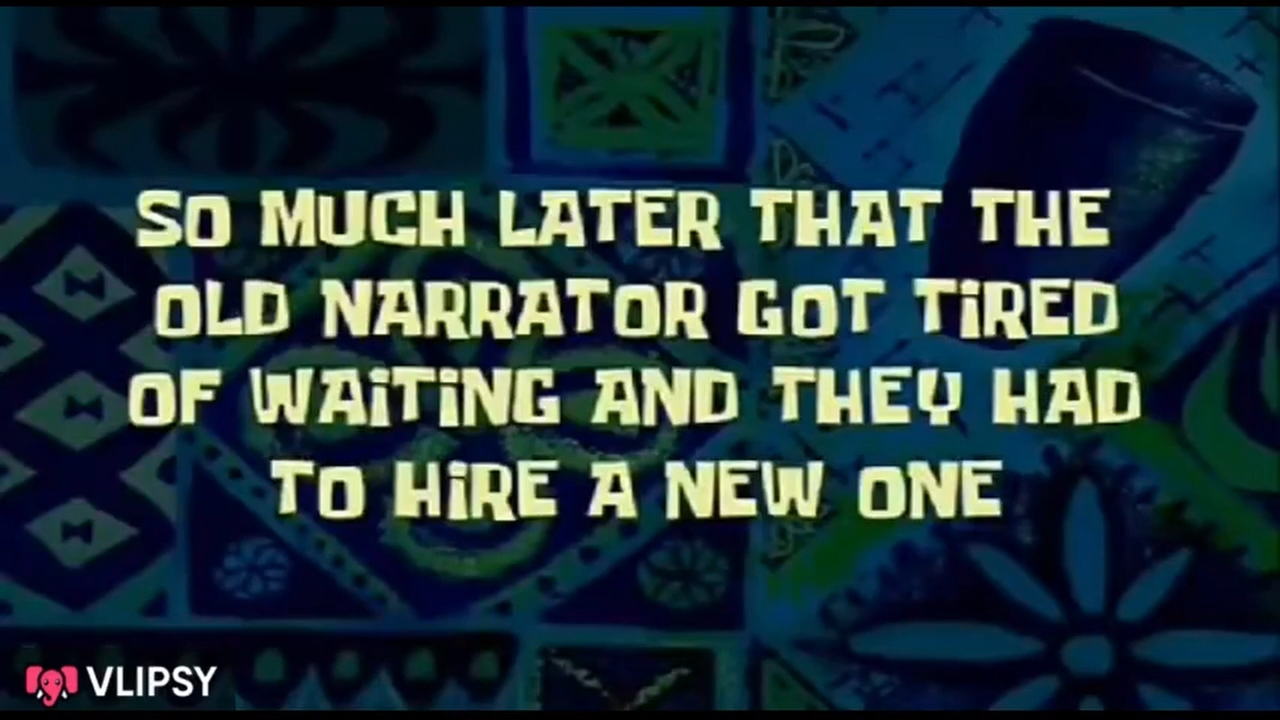 SO MUCH LATER THAT THE
OLD NARRATOR GOT TiRED
OF WAiTiNG AND THEY HAD
TO HiRE A NEW ONE
VLIPSY